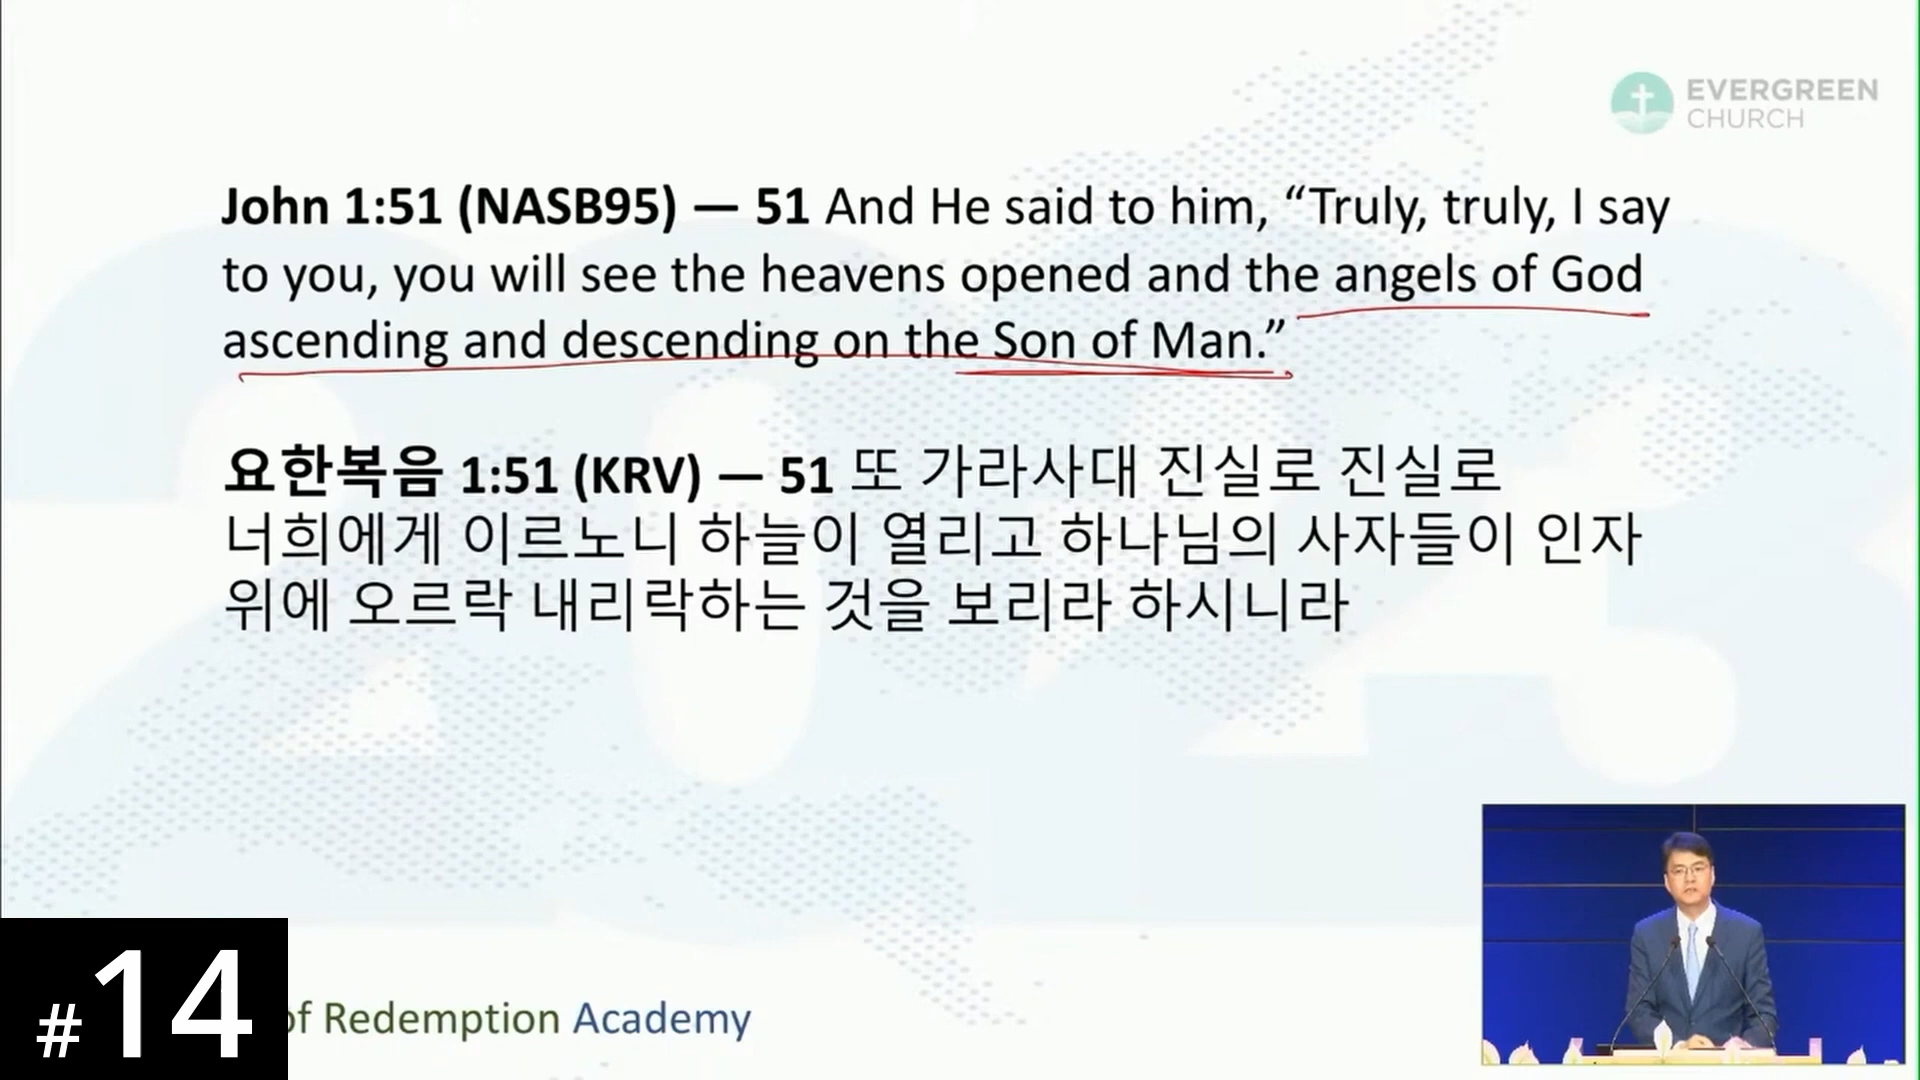 EVERGREEN
CHURCH
John 1:51 (NASB95) — 51 And He said to him, “Truly, truly, I say
to you, you will see the heavens opened and the angels of God
ascending and descending on the Son of Man.”
요한복음 1:51 (KRV) — 51 또 가라사대 진실로 진실로
너희에게 이르노니 하늘이 열리고 하나님의 사자들이 인자
위에 오르락 내리락하는 것을 보리라 하시니라
#14
of Redemption Academy